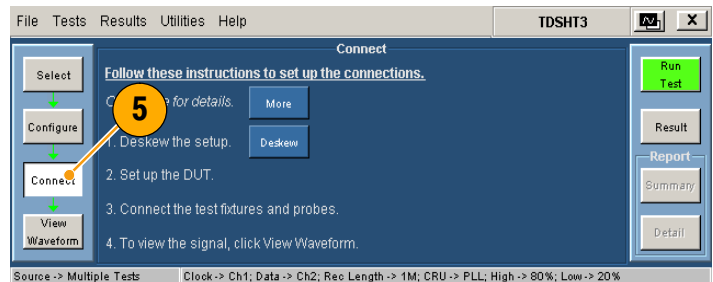 File Tests Results Utilities Help TDSHT3 X
Connect
Select
Configure
Connect
View
Waveform
Follow these instructions to set up the connections.
for details. More
1. Deskew the setup. Deskew
2. Set up the DUT.
3. Connect the test fixtures and probes.
4. To view the signal, click View Waveform.
5
Run
Test
Result
Report
Summary
Detail
Source -> Multiple Tests Clock -> Ch1; Data -> Ch2; Rec Length -> 1M; CRU -> PLL; High -> 80%; Low -> 20%